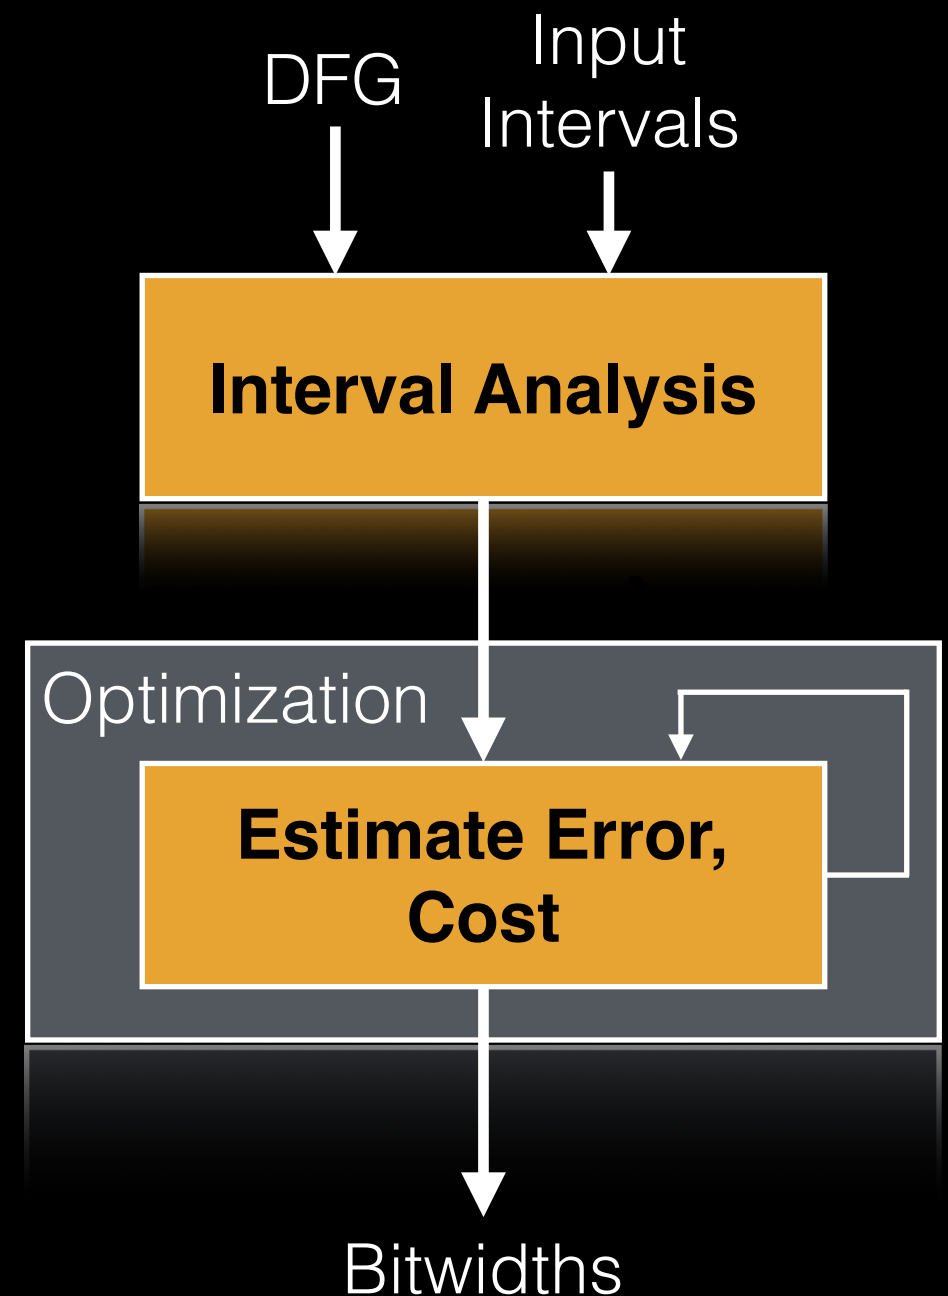 DFG
Input
Intervals
Interval Analysis
Optimization
Estimate Error,
Cost
Bitwidths